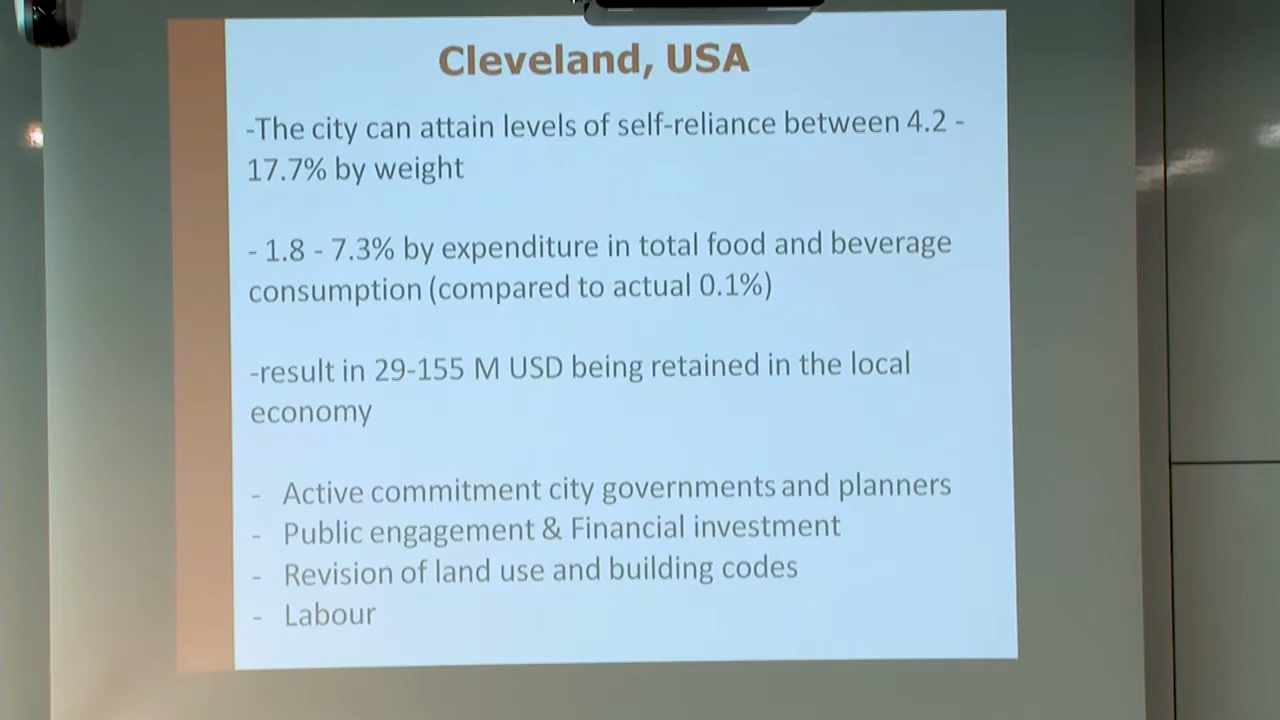 Cleveland, USA
-The city can attain levels of self-reliance between 4.2 -
17.7% by weight
- 1.8 - 7.3% by expenditure in total food and beverage
consumption (compared to actual 0.1%)
-result in 29-155 M USD being retained in the local
economy
- Active commitment city governments and planners
- Public engagement & Financial investment
- Revision of land use and building codes
- Labour